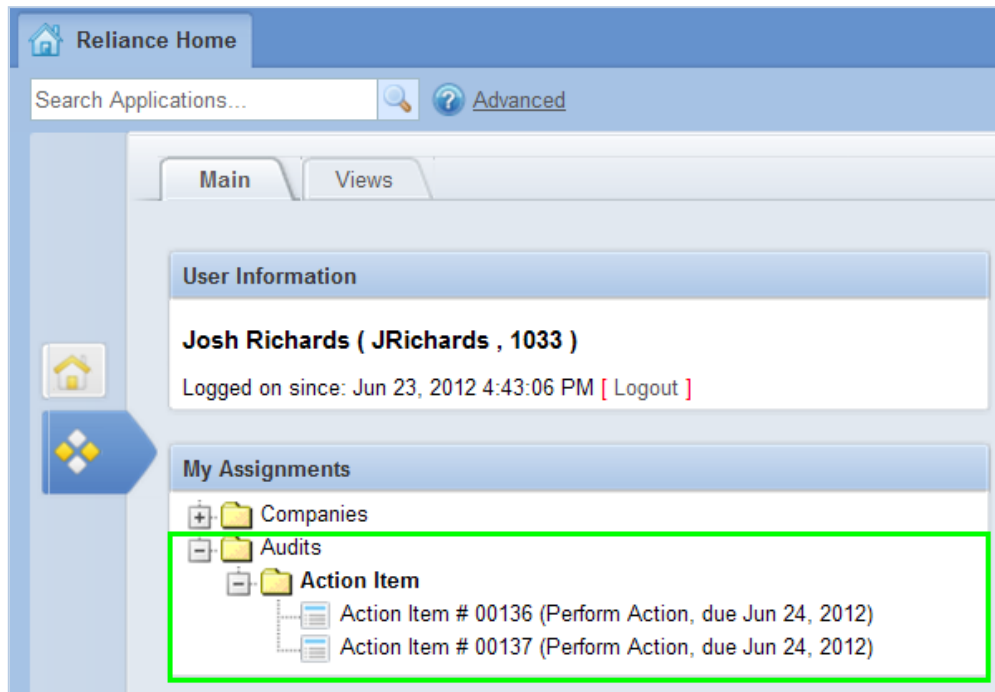 Reliance Home
Search Applications...
Advanced
Main
Views
User Information
Josh Richards ( JRichards , 1033 )
Logged on since: Jun 23, 2012 4:43:06 PM [ Logout ]
My Assignments
Companies
Audits
Action Item
Action Item # 00136 (Perform Action, due Jun 24, 2012)
Action Item # 00137 (Perform Action, due Jun 24, 2012)